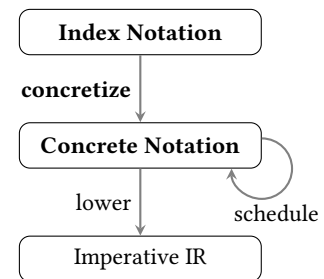 Index Notation
concretize
Concrete Notation
lower
schedule
Imperative IR